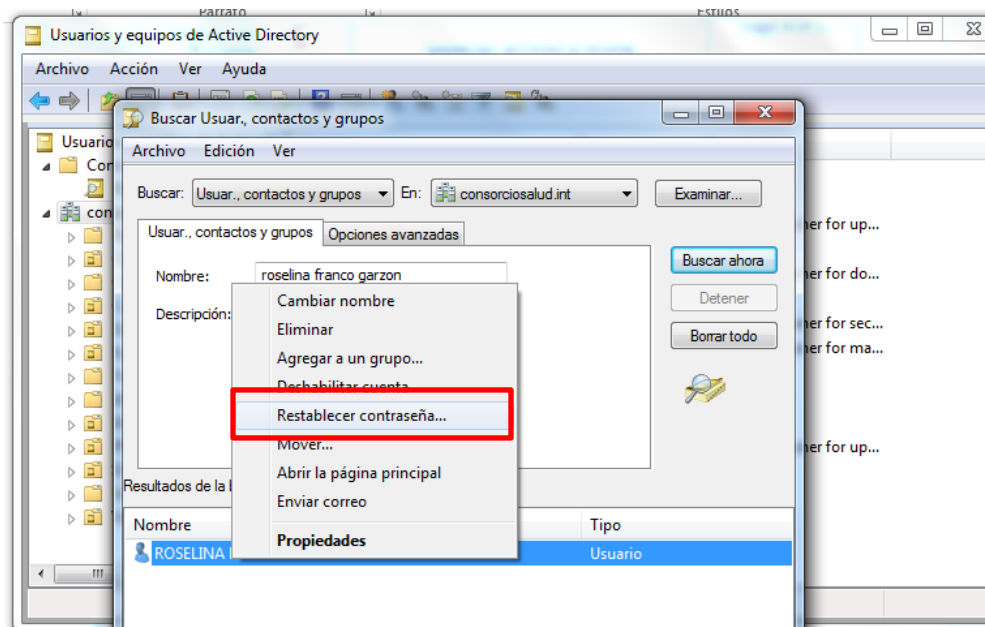 Párrafo
Estilos
Usuarios y equipos de Active Directory
Archivo Acción Ver Ayuda
Usuario
Con
con
Buscar Usuar., contactos y grupos
Archivo Edición Ver
Buscar: Usuar., contactos y grupos En: consorciosalud.int Examinar...
Usuar., contactos y grupos Opciones avanzadas
Nombre: roselina franco garzon
Descripción:
Buscar ahora
Detener
Borrar todo
Cambiar nombre
Eliminar
Agregar a un grupo...
Deshabilitar cuenta
Restablecer contraseña...
Mover...
Abrir la página principal
Enviar correo
Propiedades
Resultados de la
Nombre Tipo
ROSELINA Usuario
ner for up...
ner for do...
ner for sec...
ner for ma...
ner for up...